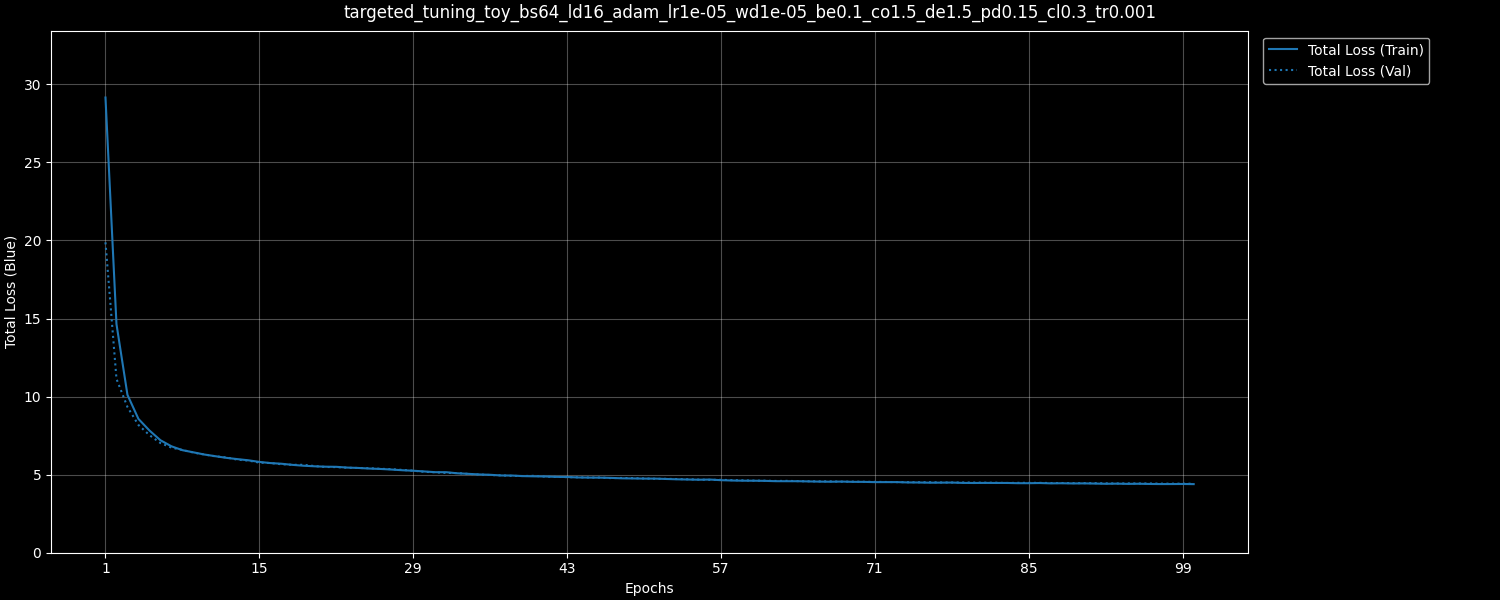 targeted_tuning_toy_bs64_ld16_adam_lr1e-05_wd1e-05_be0.1_co1.5_de1.5_pd0.15_cl0.3_tr0.001
Total Loss (Train)
Total Loss (Val)
Total Loss (Blue)
30
25
20
15
10
5
0
1 15 29 43 57 71 85 99
Epochs